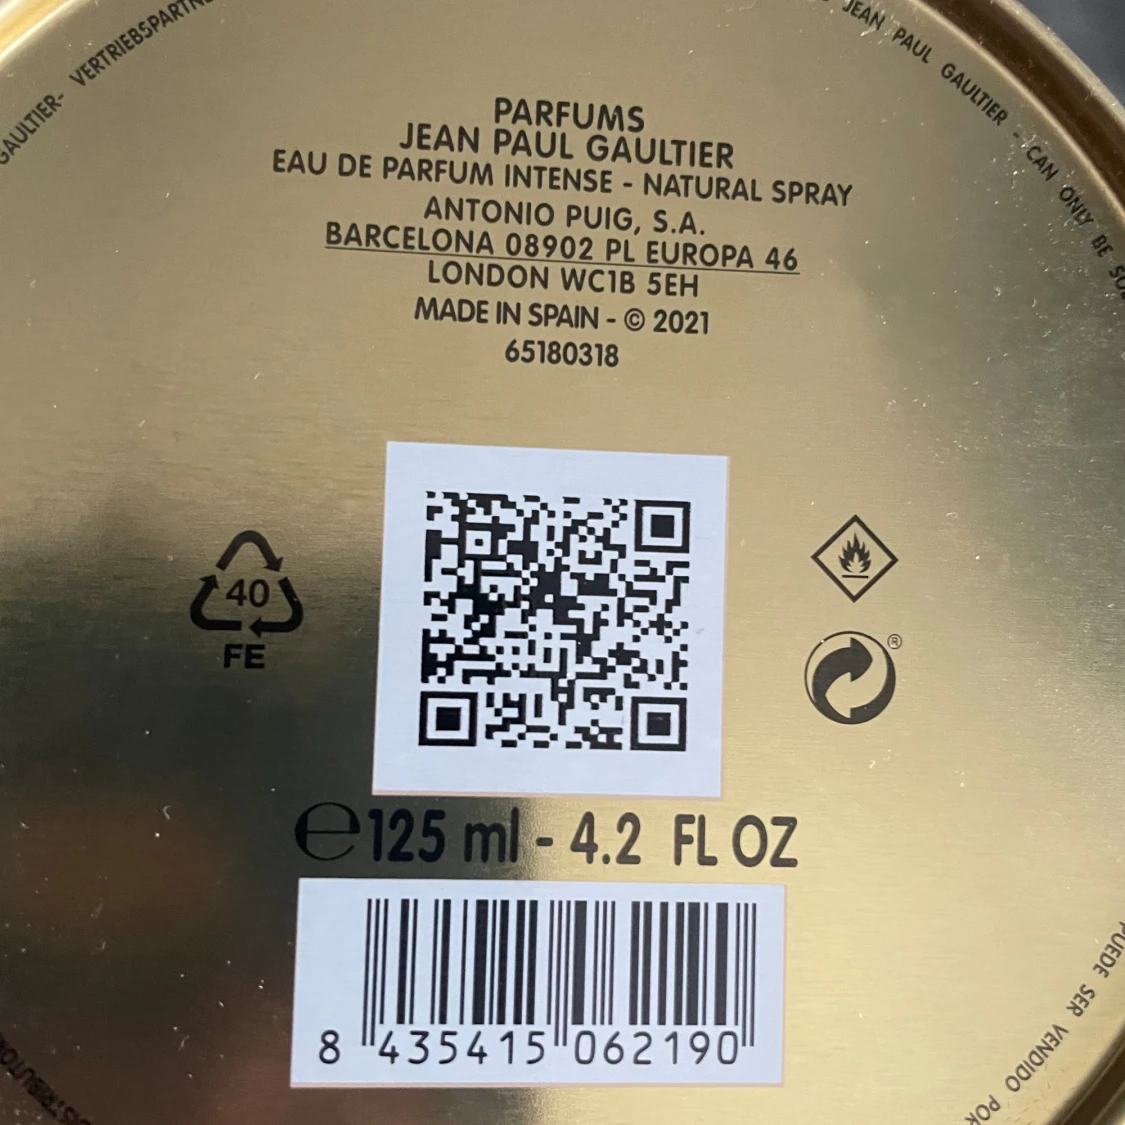 GAULTIER- VERTRIEBSPARTN
JEAN PAUL GAULTIER - CAN ONLY BE
PARFUMS
JEAN PAUL GAULTIER
EAU DE PARFUM INTENSE - NATURAL SPRAY
ANTONIO PUIG, S.A.
BARCELONA 08902 PL EUROPA 46
LONDON WC1B 5EH
MADE IN SPAIN - © 2021
65180318
40
FE
®
℮125 ml - 4.2 FL OZ
8 435415 062190
PUEDE SER VENDIDO POR